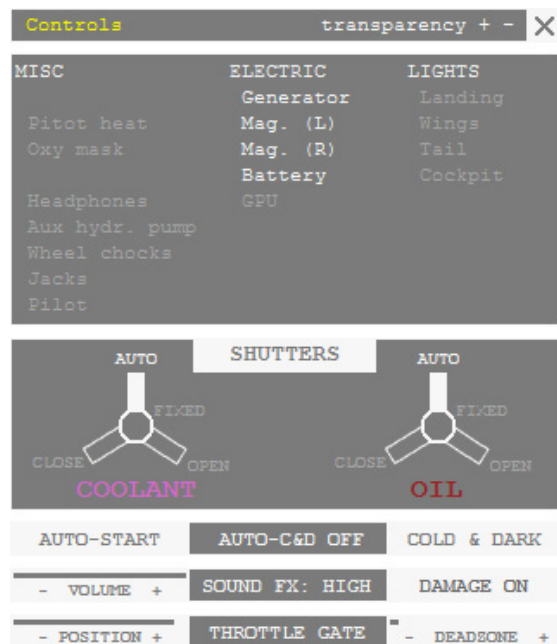 Controls transparency + -
MISC ELECTRIC LIGHTS
Generator Landing
Pitot heat Mag. (L) Wings
Oxy mask Mag. (R) Tail
Battery Cockpit
Headphones GPU
Aux hydr. pump
Wheel chocks
Jacks
Pilot
SHUTTERS
AUTO AUTO
FIXED FIXED
CLOSE OPEN CLOSE OPEN
COOLANT OIL
AUTO-START AUTO-C&D OFF COLD & DARK
- VOLUME + SOUND FX: HIGH DAMAGE ON
- POSITION + THROTTLE GATE - DEADZONE +